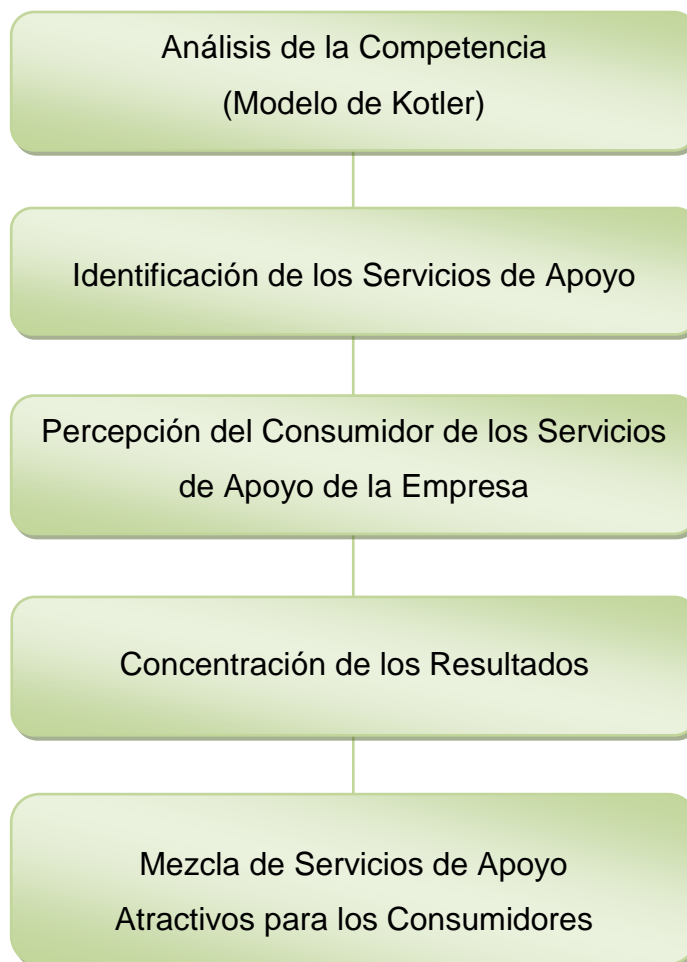 Análisis de la Competencia
(Modelo de Kotler)
Identificación de los Servicios de Apoyo
Percepción del Consumidor de los Servicios
de Apoyo de la Empresa
Concentración de los Resultados
Mezcla de Servicios de Apoyo
Atractivos para los Consumidores